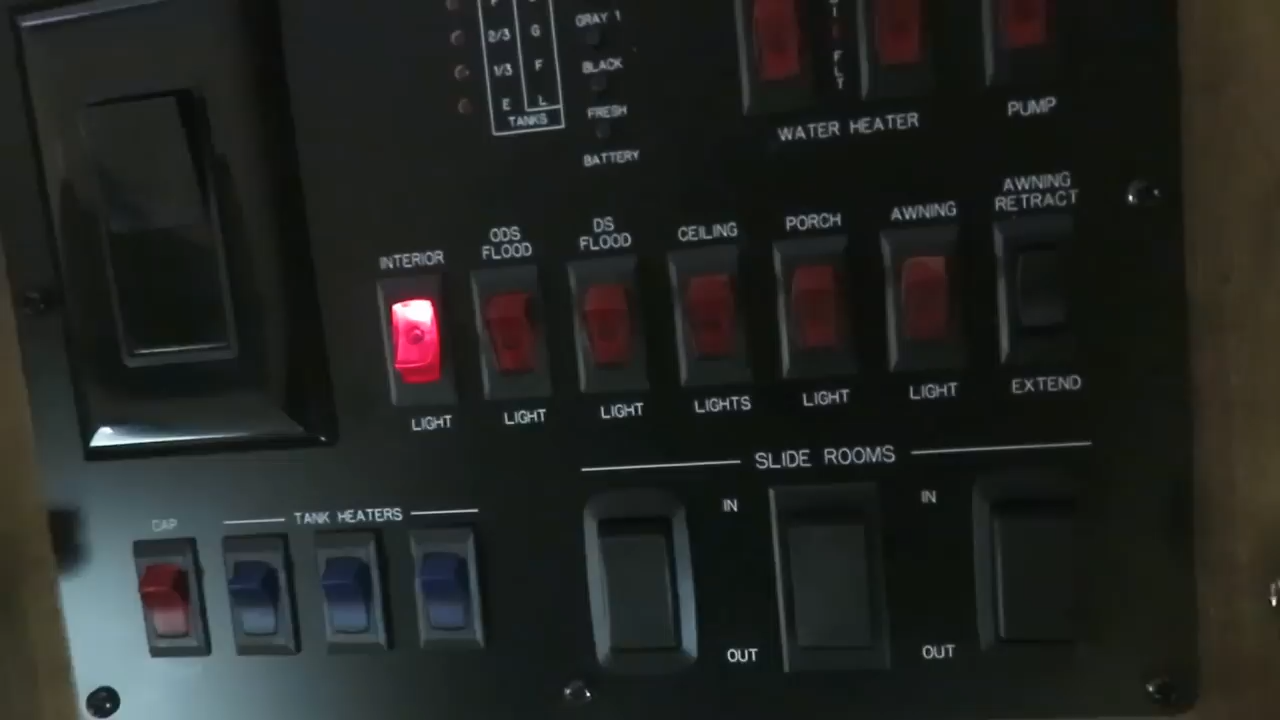 2/3 G
1/3 F
E L
TANKS
GRAY 1
BLACK
FRESH
BATTERY
WATER HEATER
PUMP
INTERIOR
LIGHT
ODS
FLOOD
LIGHT
DS
FLOOD
LIGHT
CEILING
LIGHTS
PORCH
LIGHT
AWNING
LIGHT
AWNING
RETRACT
EXTEND
SLIDE ROOMS
IN
OUT
IN
OUT
CAP
TANK HEATERS